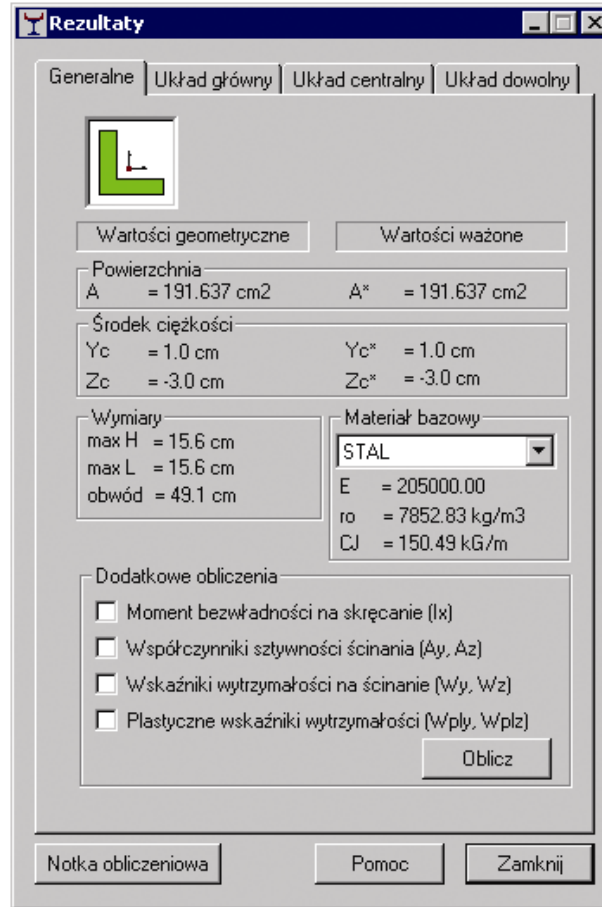 Rezultaty
Generalne Układ główny Układ centralny Układ dowolny
Wartości geometryczne Wartości ważone
Powierzchnia
A = 191.637 cm2 A* = 191.637 cm2
Środek ciężkości
Yc = 1.0 cm Yc* = 1.0 cm
Zc = -3.0 cm Zc* = -3.0 cm
Wymiary
max H = 15.6 cm
max L = 15.6 cm
obwód = 49.1 cm
Materiał bazowy
STAL
E = 205000.00
ro = 7852.83 kg/m3
CJ = 150.49 kG/m
Dodatkowe obliczenia
Moment bezwładności na skręcanie (Ix)
Współczynniki sztywności ścinania (Ay, Az)
Wskaźniki wytrzymałości na ścinanie (Wy, Wz)
Plastyczne wskaźniki wytrzymałości (Wply, Wplz)
Oblicz
Notka obliczeniowa Pomoc Zamknij